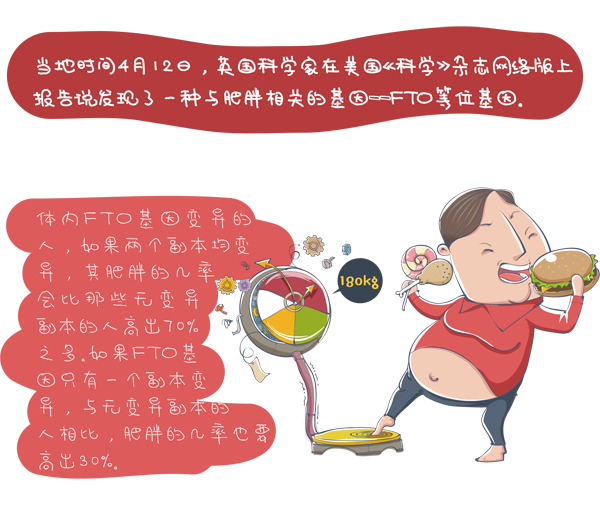 当地时间4月12日，英国科学家在美国《科学》杂志网络版上
报告说发现了一种与肥胖相关的基因——FTO等位基因。
体内FTO基因变异的
人，如果两个副本均变
异，其肥胖的几率
会比那些无变异
副本的人高出70%
之多。如果FTO基
因只有一个副本变
异，与无变异副本的
人相比，肥胖的几率也要
高出30%。
180kg